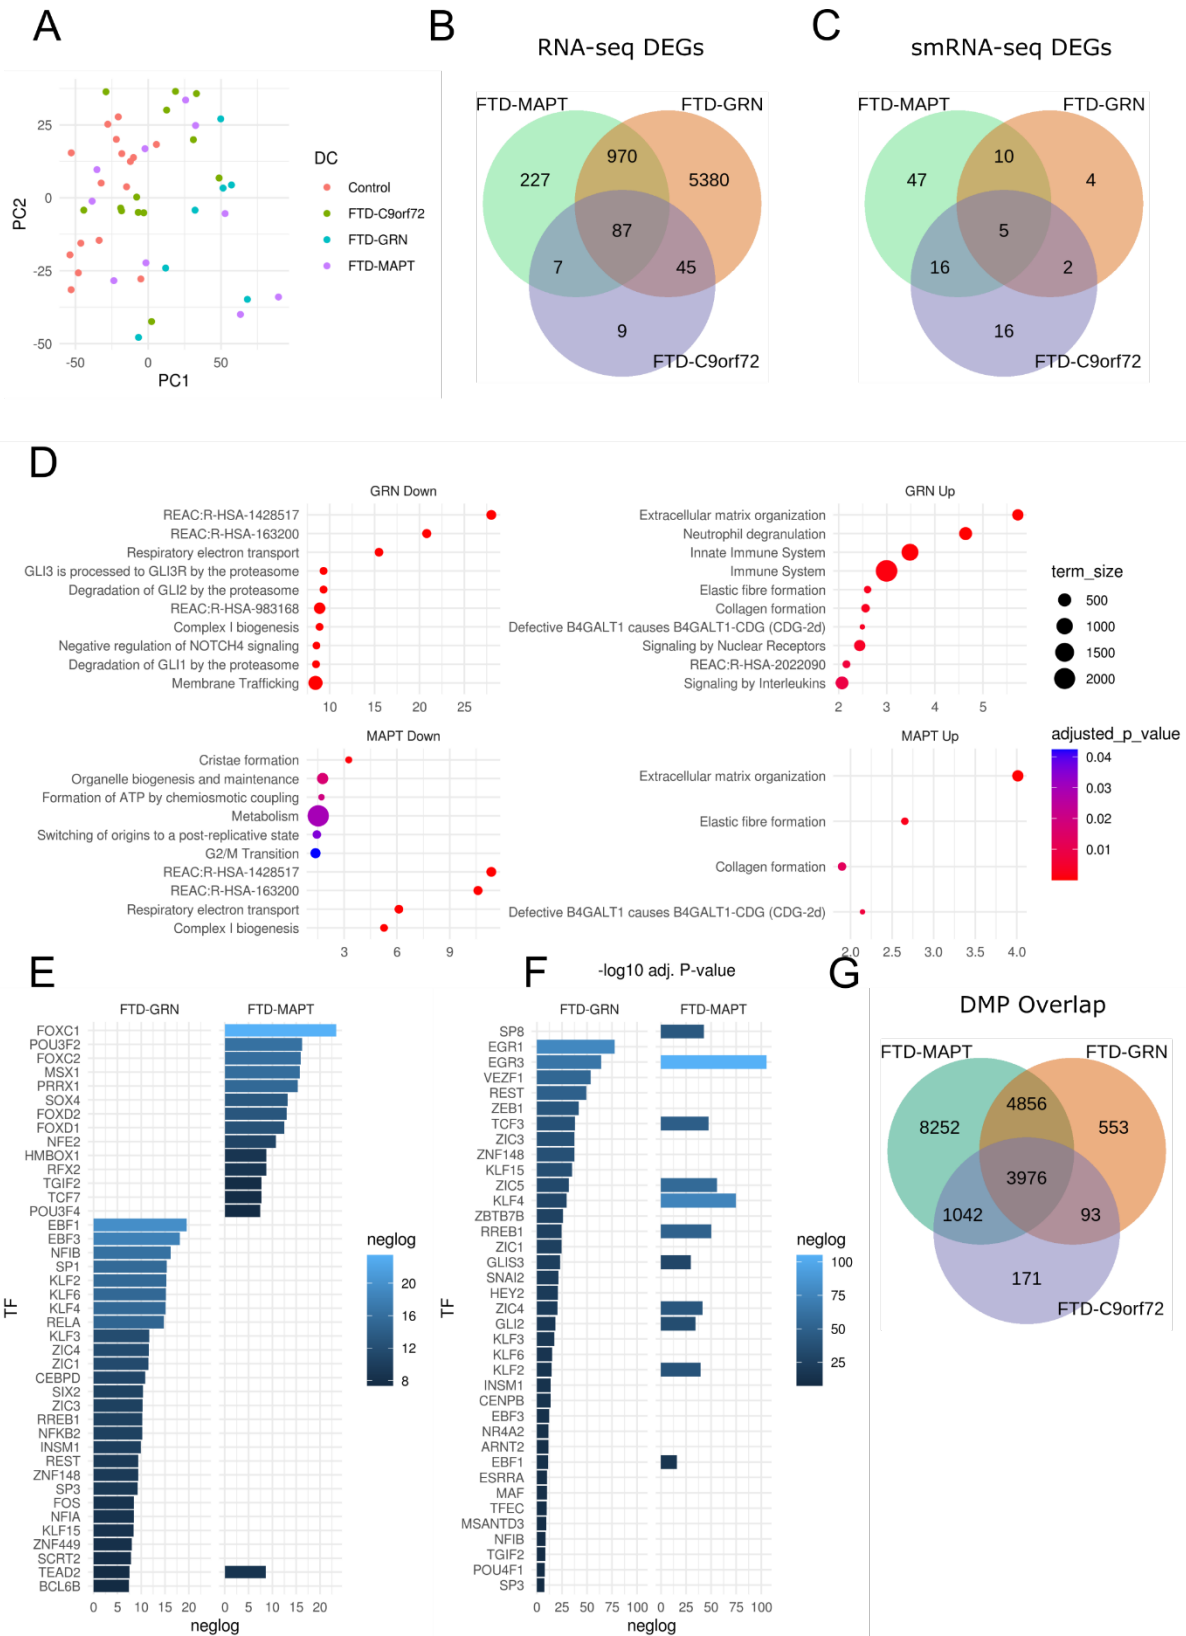 A
B
C
RNA-seq DEGs
smRNA-seq DEGs
PC2
25
0
-25
-50
-50
0
50
PC1
DC
Control
FTD-C9orf72
FTD-GRN
FTD-MAPT
FTD-MAPT
FTD-GRN
970
227
5380
87
7
45
9
FTD-C9orf72
FTD-MAPT
FTD-GRN
10
47
4
5
16
2
16
FTD-C9orf72
D
GRN Down
REAC:R-HSA-1428517
REAC:R-HSA-163200
Respiratory electron transport
GLI3 is processed to GLI3R by the proteasome
Degradation of GLI2 by the proteasome
REAC:R-HSA-983168
Complex I biogenesis
Negative regulation of NOTCH4 signaling
Degradation of GLI1 by the proteasome
Membrane Trafficking
10 15 20 25
GRN Up
Extracellular matrix organization
Neutrophil degranulation
Innate Immune System
Immune System
Elastic fibre formation
Collagen formation
Defective B4GALT1 causes B4GALT1-CDG (CDG-2d)
Signaling by Nuclear Receptors
REAC:R-HSA-2022090
Signaling by Interleukins
2 3 4 5
term_size
500
1000
1500
2000
adjusted_p_value
0.04
0.03
0.02
0.01
MAPT Down
Cristae formation
Organelle biogenesis and maintenance
Formation of ATP by chemiosmotic coupling
Metabolism
Switching of origins to a post-replicative state
G2/M Transition
REAC:R-HSA-1428517
REAC:R-HSA-163200
Respiratory electron transport
Complex I biogenesis
3 6 9
MAPT Up
Extracellular matrix organization
Elastic fibre formation
Collagen formation
Defective B4GALT1 causes B4GALT1-CDG (CDG-2d)
2.0 2.5 3.0 3.5 4.0
-log10 adj. P-value
E
FTD-GRN
FTD-MAPT
TF
FOXC1
POU3F2
FOXC2
MSX1
PRRX1
SOX4
FOXD2
FOXD1
NFE2
HMBOX1
RFX2
TGIF2
TCF7
POU3F4
EBF1
EBF3
NFIB
SP1
KLF2
KLF6
KLF4
RELA
KLF3
ZIC4
ZIC1
CEBPD
SIX2
ZIC3
RREB1
NFKB2
INSM1
REST
ZNF148
SP3
FOS
NFIA
KLF15
ZNF449
SCRT2
TEAD2
BCL6B
0 5 10 15 20 0 5 10 15 20
neglog
neglog
20
16
12
8
F
FTD-GRN
FTD-MAPT
TF
SP8
EGR1
EGR3
VEZF1
REST
ZEB1
TCF3
ZIC3
ZNF148
KLF15
ZIC5
KLF4
ZBTB7B
RREB1
ZIC1
GLIS3
SNAI2
HEY2
ZIC4
GLI2
KLF3
KLF6
KLF2
INSM1
CENPB
EBF3
NR4A2
ARNT2
EBF1
ESRRA
MAF
TFEC
MSANTD3
NFIB
TGIF2
POU4F1
SP3
0 25 50 75 100 0 25 50 75 100
neglog
neglog
100
75
50
25
G
DMP Overlap
FTD-MAPT
FTD-GRN
4856
8252
553
3976
1042
93
171
FTD-C9orf72